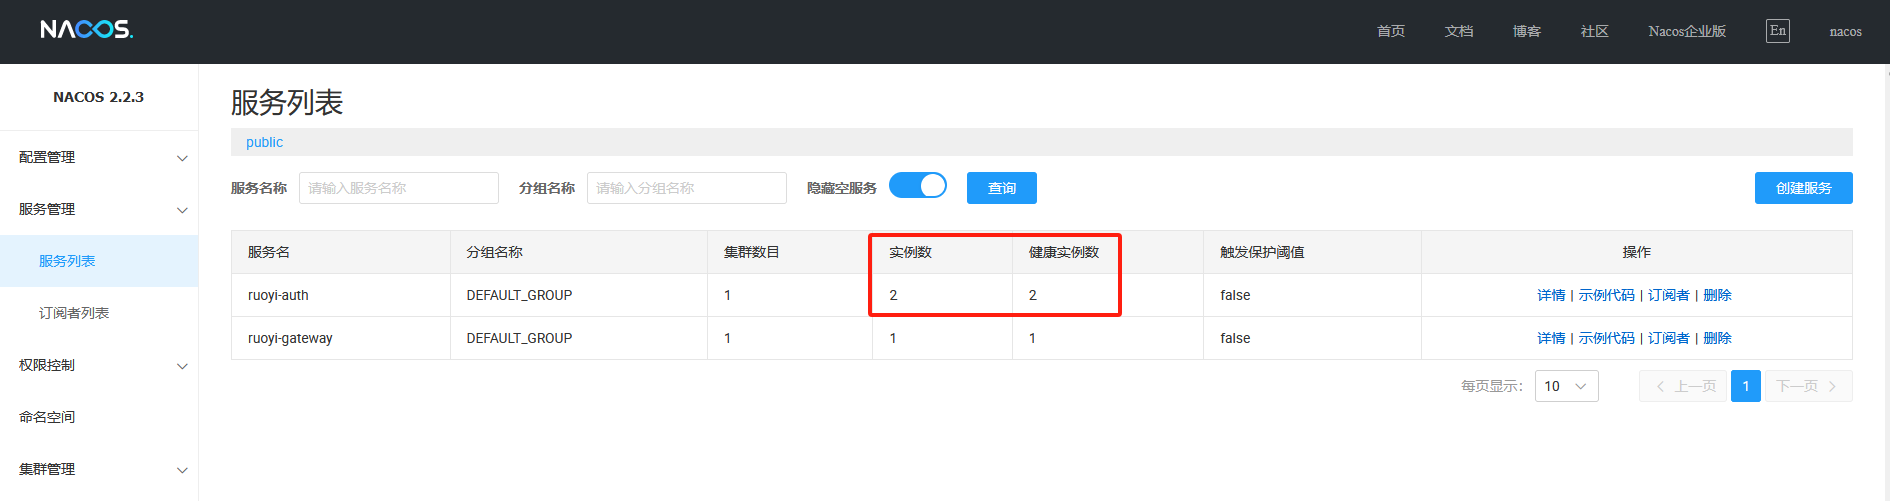 NACOS.
首页 文档 博客 社区 Nacos企业版 En nacos
NACOS 2.2.3
配置管理
服务管理
服务列表
订阅者列表
权限控制
命名空间
集群管理
服务列表
public
服务名称 请输入服务名称 分组名称 请输入分组名称 隐藏空服务 查询 创建服务
服务名 分组名称 集群数目 实例数 健康实例数 触发保护阈值 操作
ruoyi-auth DEFAULT_GROUP 1 2 2 false 详情 | 示例代码 | 订阅者 | 删除
ruoyi-gateway DEFAULT_GROUP 1 1 1 false 详情 | 示例代码 | 订阅者 | 删除
每页显示: 10 上一页 1 下一页